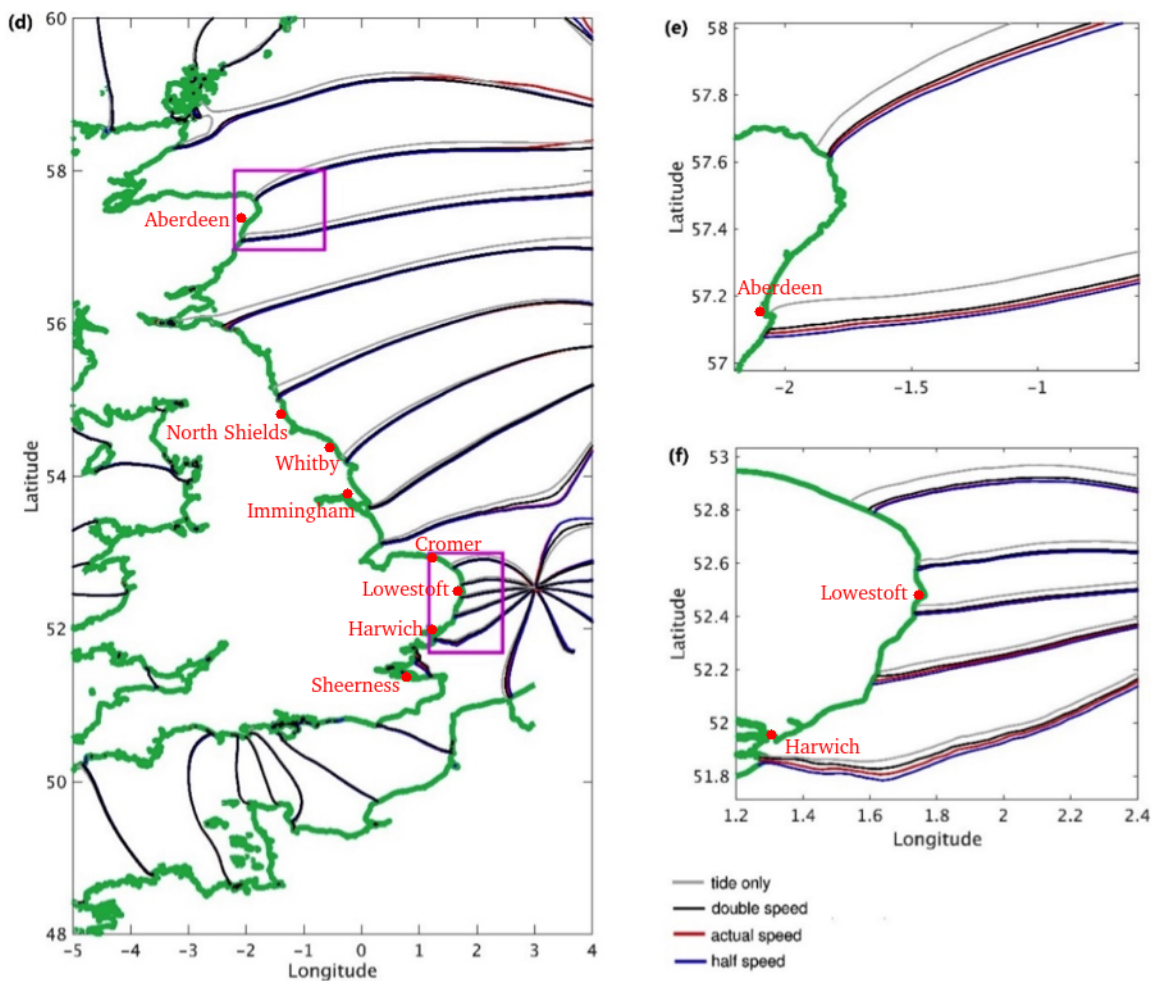 (d)
60
58
56
54
52
50
48
Latitude
-5
-4
-3
-2
-1
0
1
2
3
4
Longitude
Aberdeen
North Shields
Whitby
Immingham
Cromer
Lowestoft
Harwich
Sheerness
(e)
58
57.8
57.6
57.4
57.2
57
Latitude
Aberdeen
-2
-1.5
-1
(f)
53
52.8
52.6
52.4
52.2
52
51.8
Latitude
Lowestoft
Harwich
1.2
1.4
1.6
1.8
2
2.2
2.4
Longitude
tide only
double speed
actual speed
half speed